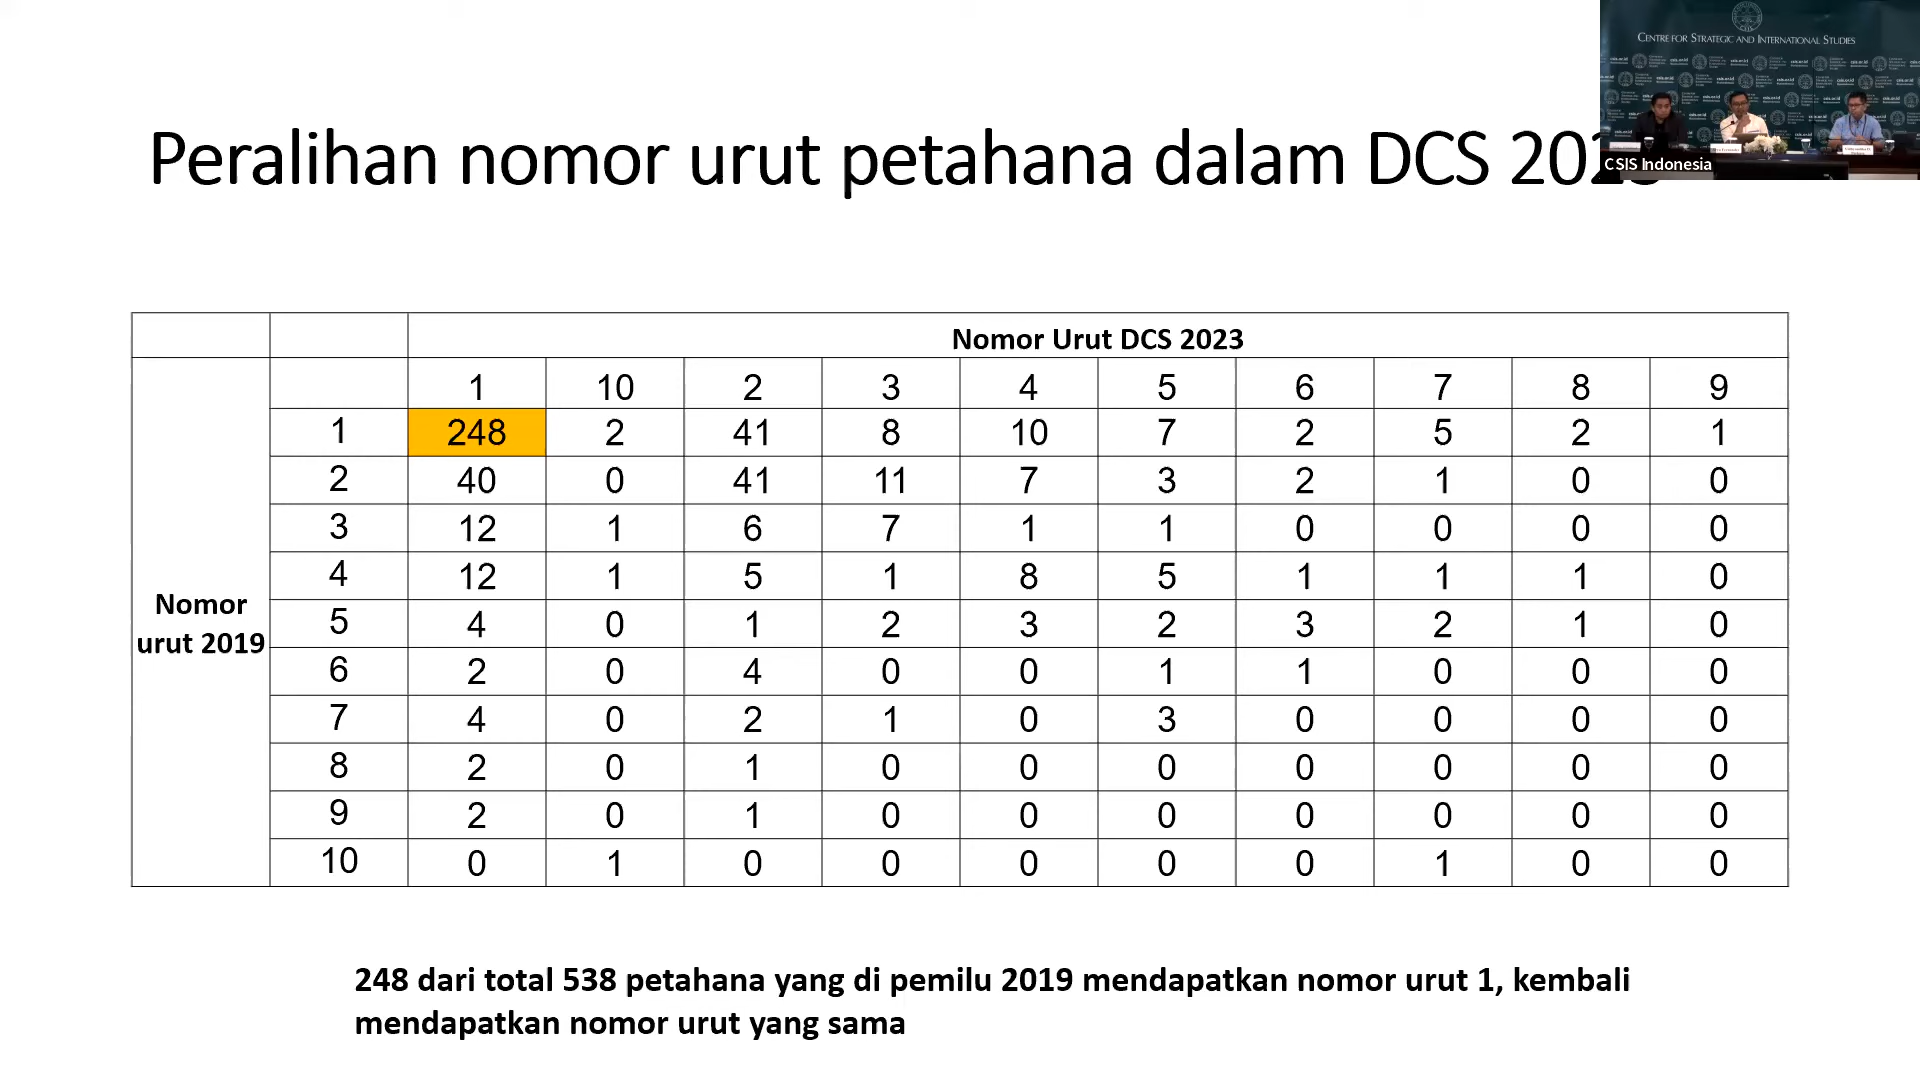 CENTRE FOR STRATEGIC AND INTERNATIONAL STUDIES
CSIS Indonesia
Peralihan nomor urut petahana dalam DCS
Nomor Urut DCS 2023
1 10 2 3 4 5 6 7 8 9
1 248 2 41 8 10 7 2 5 2 1
2 40 0 41 11 7 3 2 1 0 0
3 12 1 6 7 1 1 0 0 0 0
4 12 1 5 1 8 5 1 1 1 0
Nomor
urut 2019
5 4 0 1 2 3 2 3 2 1 0
6 2 0 4 0 0 1 1 0 0 0
7 4 0 2 1 0 3 0 0 0 0
8 2 0 1 0 0 0 0 0 0 0
9 2 0 1 0 0 0 0 0 0 0
10 0 1 0 0 0 0 0 1 0 0
248 dari total 538 petahana yang di pemilu 2019 mendapatkan nomor urut 1, kembali
mendapatkan nomor urut yang sama